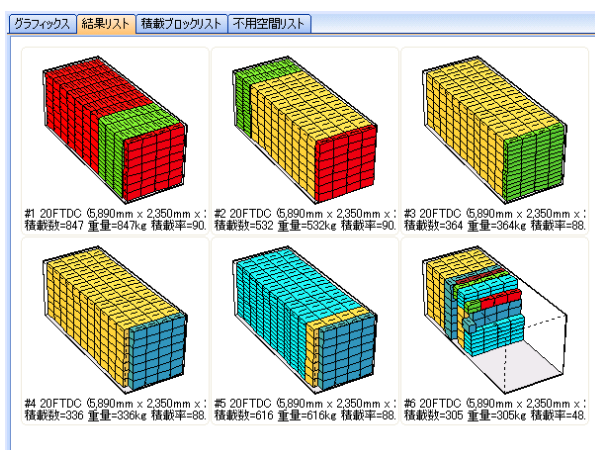 グラフィックス 結果リスト 積載ブロックリスト 不用空間リスト
#1 20FTDC (5,890mm x 2,350mm x
積載数=847 重量=847kg 積載率=90.
#2 20FTDC (5,890mm x 2,350mm x
積載数=532 重量=532kg 積載率=90.
#3 20FTDC (5,890mm x 2,350mm x
積載数=364 重量=364kg 積載率=88.
#4 20FTDC (5,890mm x 2,350mm x
積載数=336 重量=336kg 積載率=88.
#5 20FTDC (5,890mm x 2,350mm x
積載数=616 重量=616kg 積載率=88.
#6 20FTDC (5,890mm x 2,350mm x
積載数=305 重量=305kg 積載率=48.